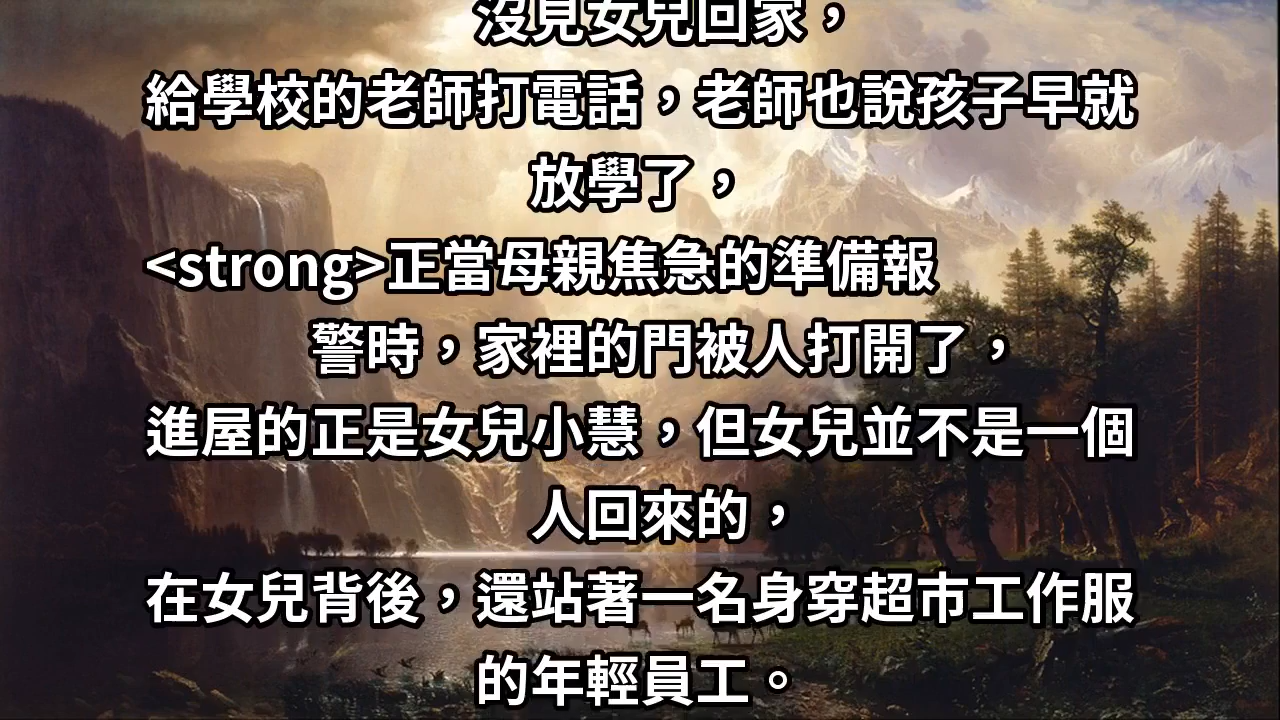 沒見女兒回家，
給學校的老師打電話，老師也說孩子早就
放學了，
<strong>正當母親焦急的準備報
警時，家裡的門被人打開了，
進屋的正是女兒小慧，但女兒並不是一個
人回來的，
在女兒背後，還站著一名身穿超市工作服
的年輕員工。